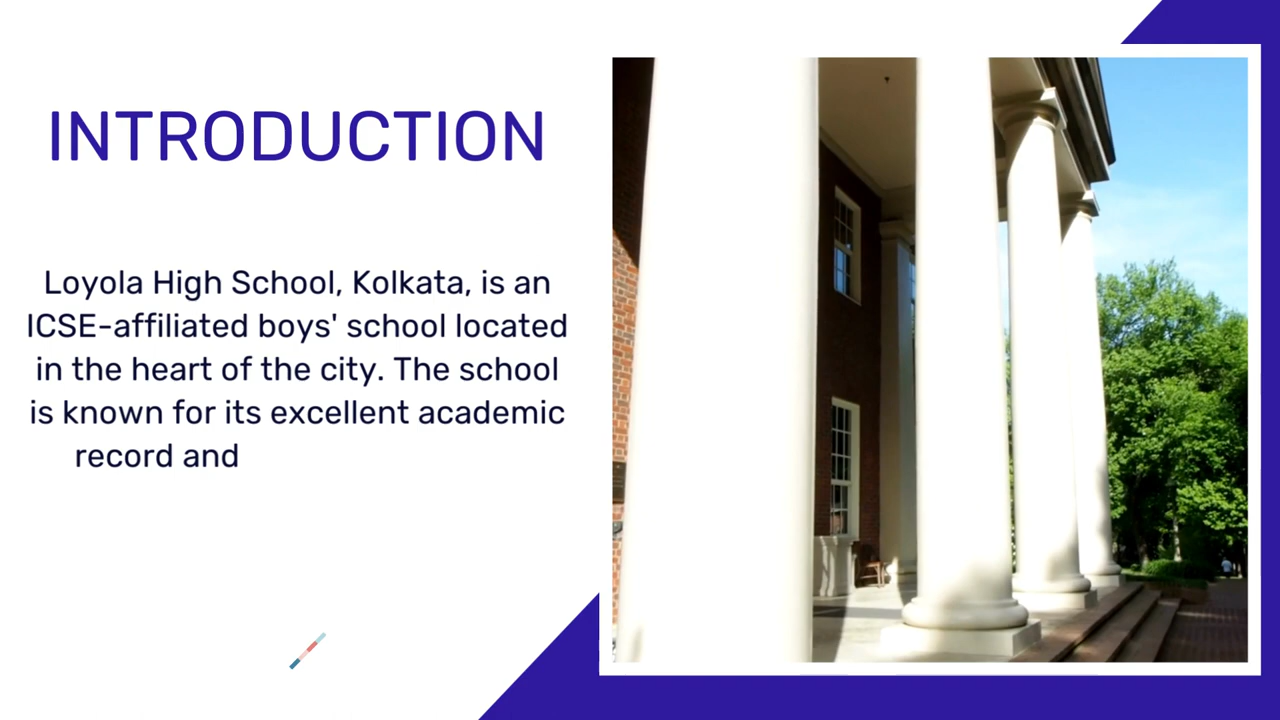 INTRODUCTION
Loyola High School, Kolkata, is an
ICSE-affiliated boys' school located
in the heart of the city. The school
is known for its excellent academic
record and